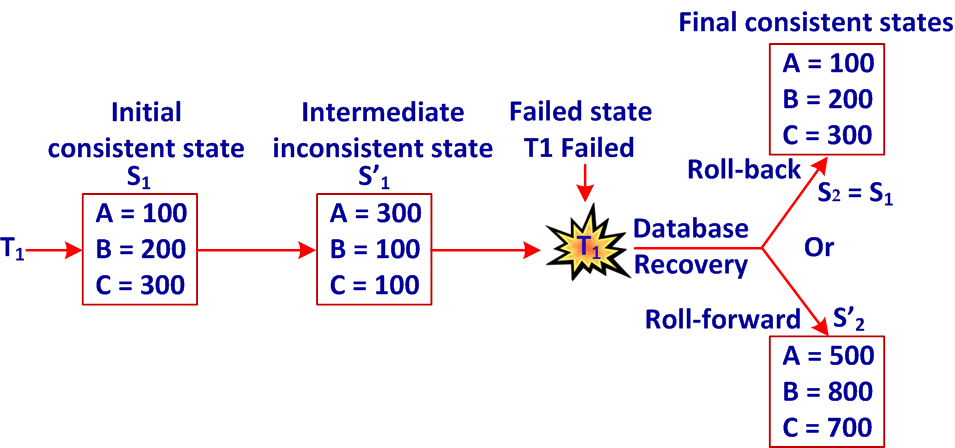 Final consistent states
A = 100
B = 200
C = 300
Initial
consistent state
S₁
Intermediate
inconsistent state
S’₁
Failed state
T1 Failed
Roll-back
S₂ = S₁
T₁
A = 100
B = 200
C = 300
A = 300
B = 100
C = 100
T₁
Database
Recovery
Or
Roll-forward
S’₂
A = 500
B = 800
C = 700